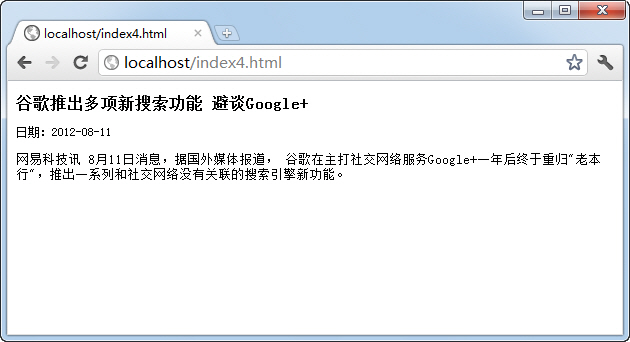 localhost/index4.html
localhost/index4.html
谷歌推出多项新搜索功能 避谈Google+
日期：2012-08-11
网易科技讯 8月11日消息，据国外媒体报道， 谷歌在主打社交网络服务Google+一年后终于重归"老本
行"，推出一系列和社交网络没有关联的搜索引擎新功能。